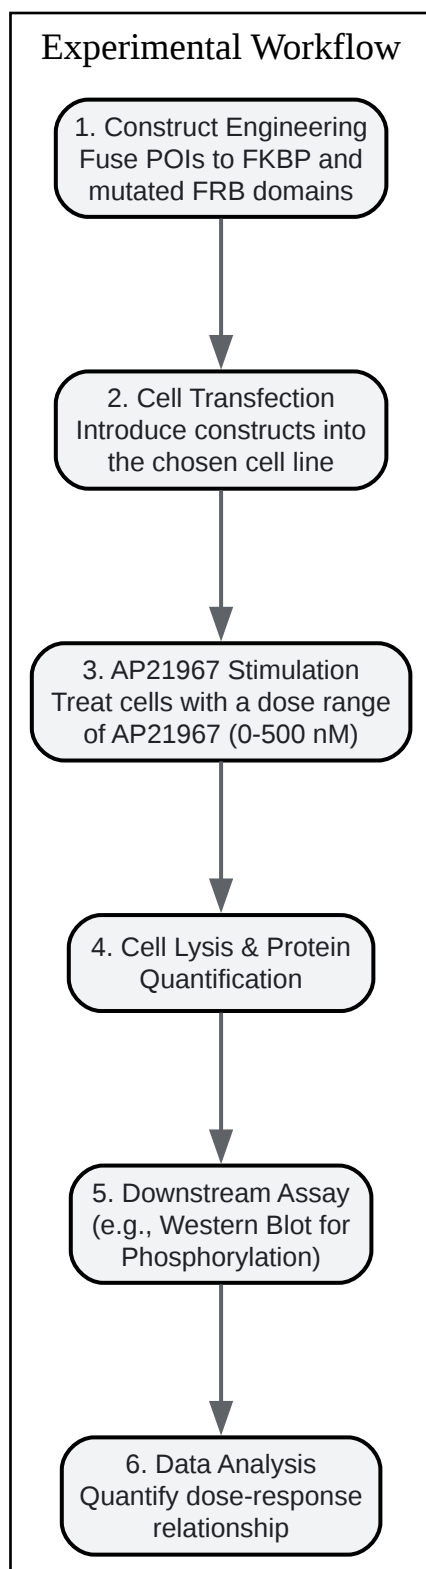 Experimental Workflow
1. Construct Engineering
Fuse POIs to FKBP and
mutated FRB domains
2. Cell Transfection
Introduce constructs into
the chosen cell line
3. AP21967 Stimulation
Treat cells with a dose range
of AP21967 (0-500 nM)
4. Cell Lysis & Protein
Quantification
5. Downstream Assay
(e.g., Western Blot for
Phosphorylation)
6. Data Analysis
Quantify dose-response
relationship